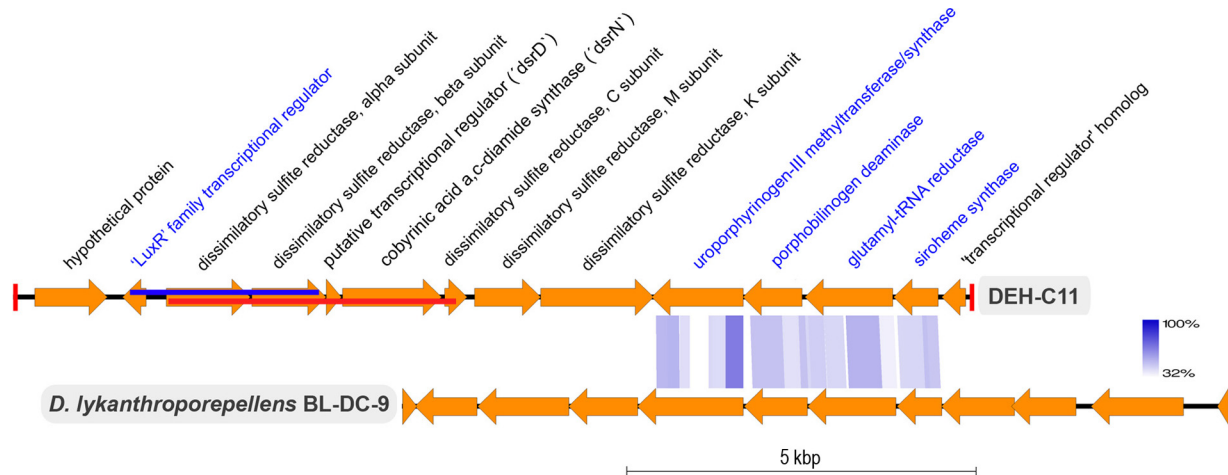 hypothetical protein
'LuxR' family transcriptional regulator
dissimilatory sulfite reductase, alpha subunit
dissimilatory sulfite reductase, beta subunit
putative transcriptional regulator (´dsrD`)
cobyrinic acid a,c-diamide synthase (´dsrN`)
dissimilatory sulfite reductase, C subunit
dissimilatory sulfite reductase, M subunit
dissimilatory sulfite reductase, K subunit
uroporphyrinogen-III methyltransferase/synthase
porphobilinogen deaminase
glutamyl-tRNA reductase
siroheme synthase
'transcriptional regulator' homolog
DEH-C11
100%
32%
D. lykanthroporepellens BL-DC-9
5 kbp